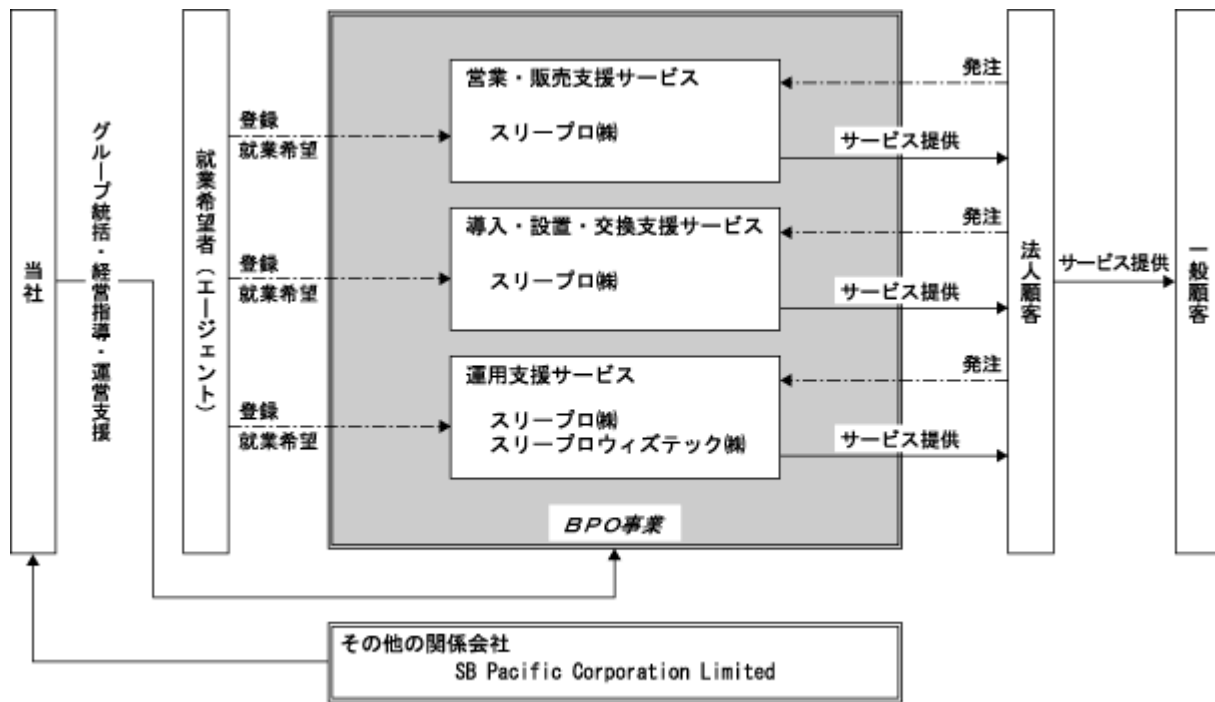 当社
グループ統括・経営指導・運営支援
就業希望者（エージェント）
登録
就業希望
営業・販売支援サービス
スリープロ㈱
発注
サービス提供
登録
就業希望
導入・設置・交換支援サービス
スリープロ㈱
発注
サービス提供
登録
就業希望
運用支援サービス
スリープロ㈱
スリープロウィズテック㈱
発注
サービス提供
ＢＰＯ事業
法人顧客
サービス提供
一般顧客
その他の関係会社
SB Pacific Corporation Limited